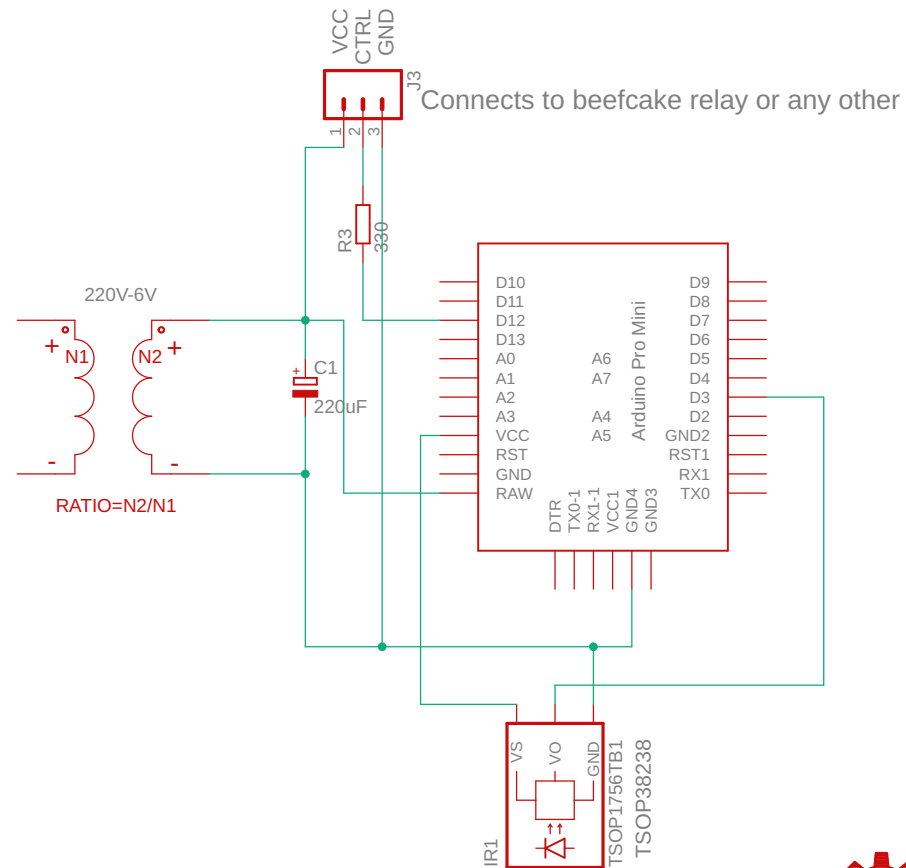 VCC
CTRL
GND
J3
Connects to beefcake relay or any other
1
2
3
R3
330
220V-6V
+
N1
-
N2
+
-
RATIO=N2/N1
+
C1
220uF
D10
D11
D12
D13
A0
A1
A2
A3
VCC
RST
GND
RAW
A6
A7
A4
A5
Arduino Pro Mini
D9
D8
D7
D6
D5
D4
D3
D2
GND2
RST1
RX1
TX0
DTR
TX0-1
RX1-1
VCC1
GND4
GND3
VS
VO
GND
IR1
TSOP1756TB1
TSOP38238